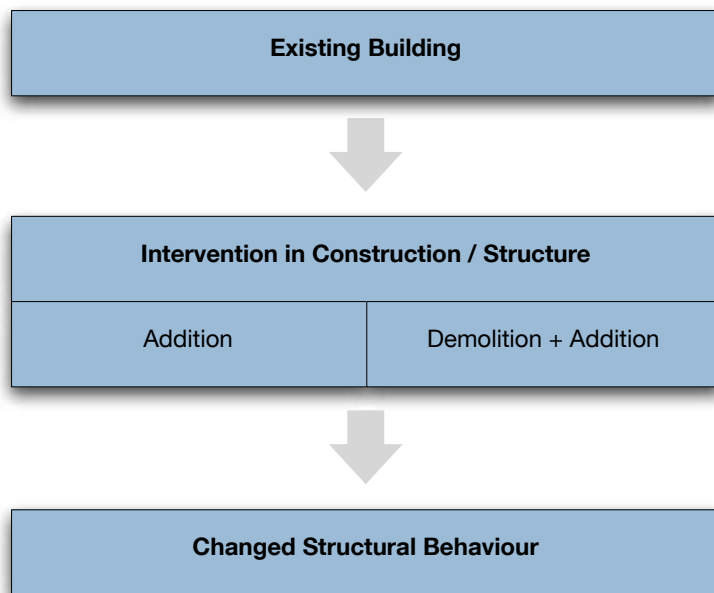 Existing Building
Intervention in Construction / Structure
Addition
Demolition + Addition
Changed Structural Behaviour